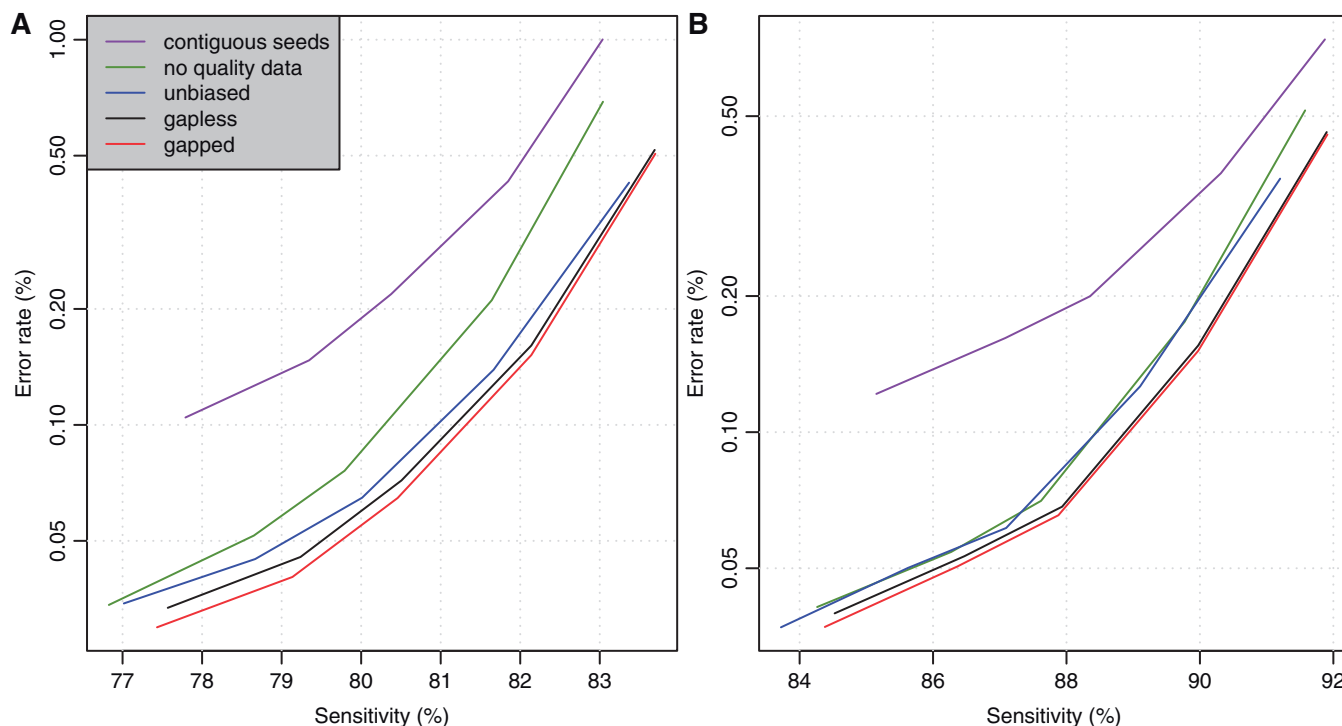 A
contiguous seeds
no quality data
unbiased
gapless
gapped
1.00
0.50
0.20
0.10
0.05
Error rate (%)
77 78 79 80 81 82 83
Sensitivity (%)
B
0.50
0.20
0.10
0.05
Error rate (%)
84 86 88 90 92
Sensitivity (%)